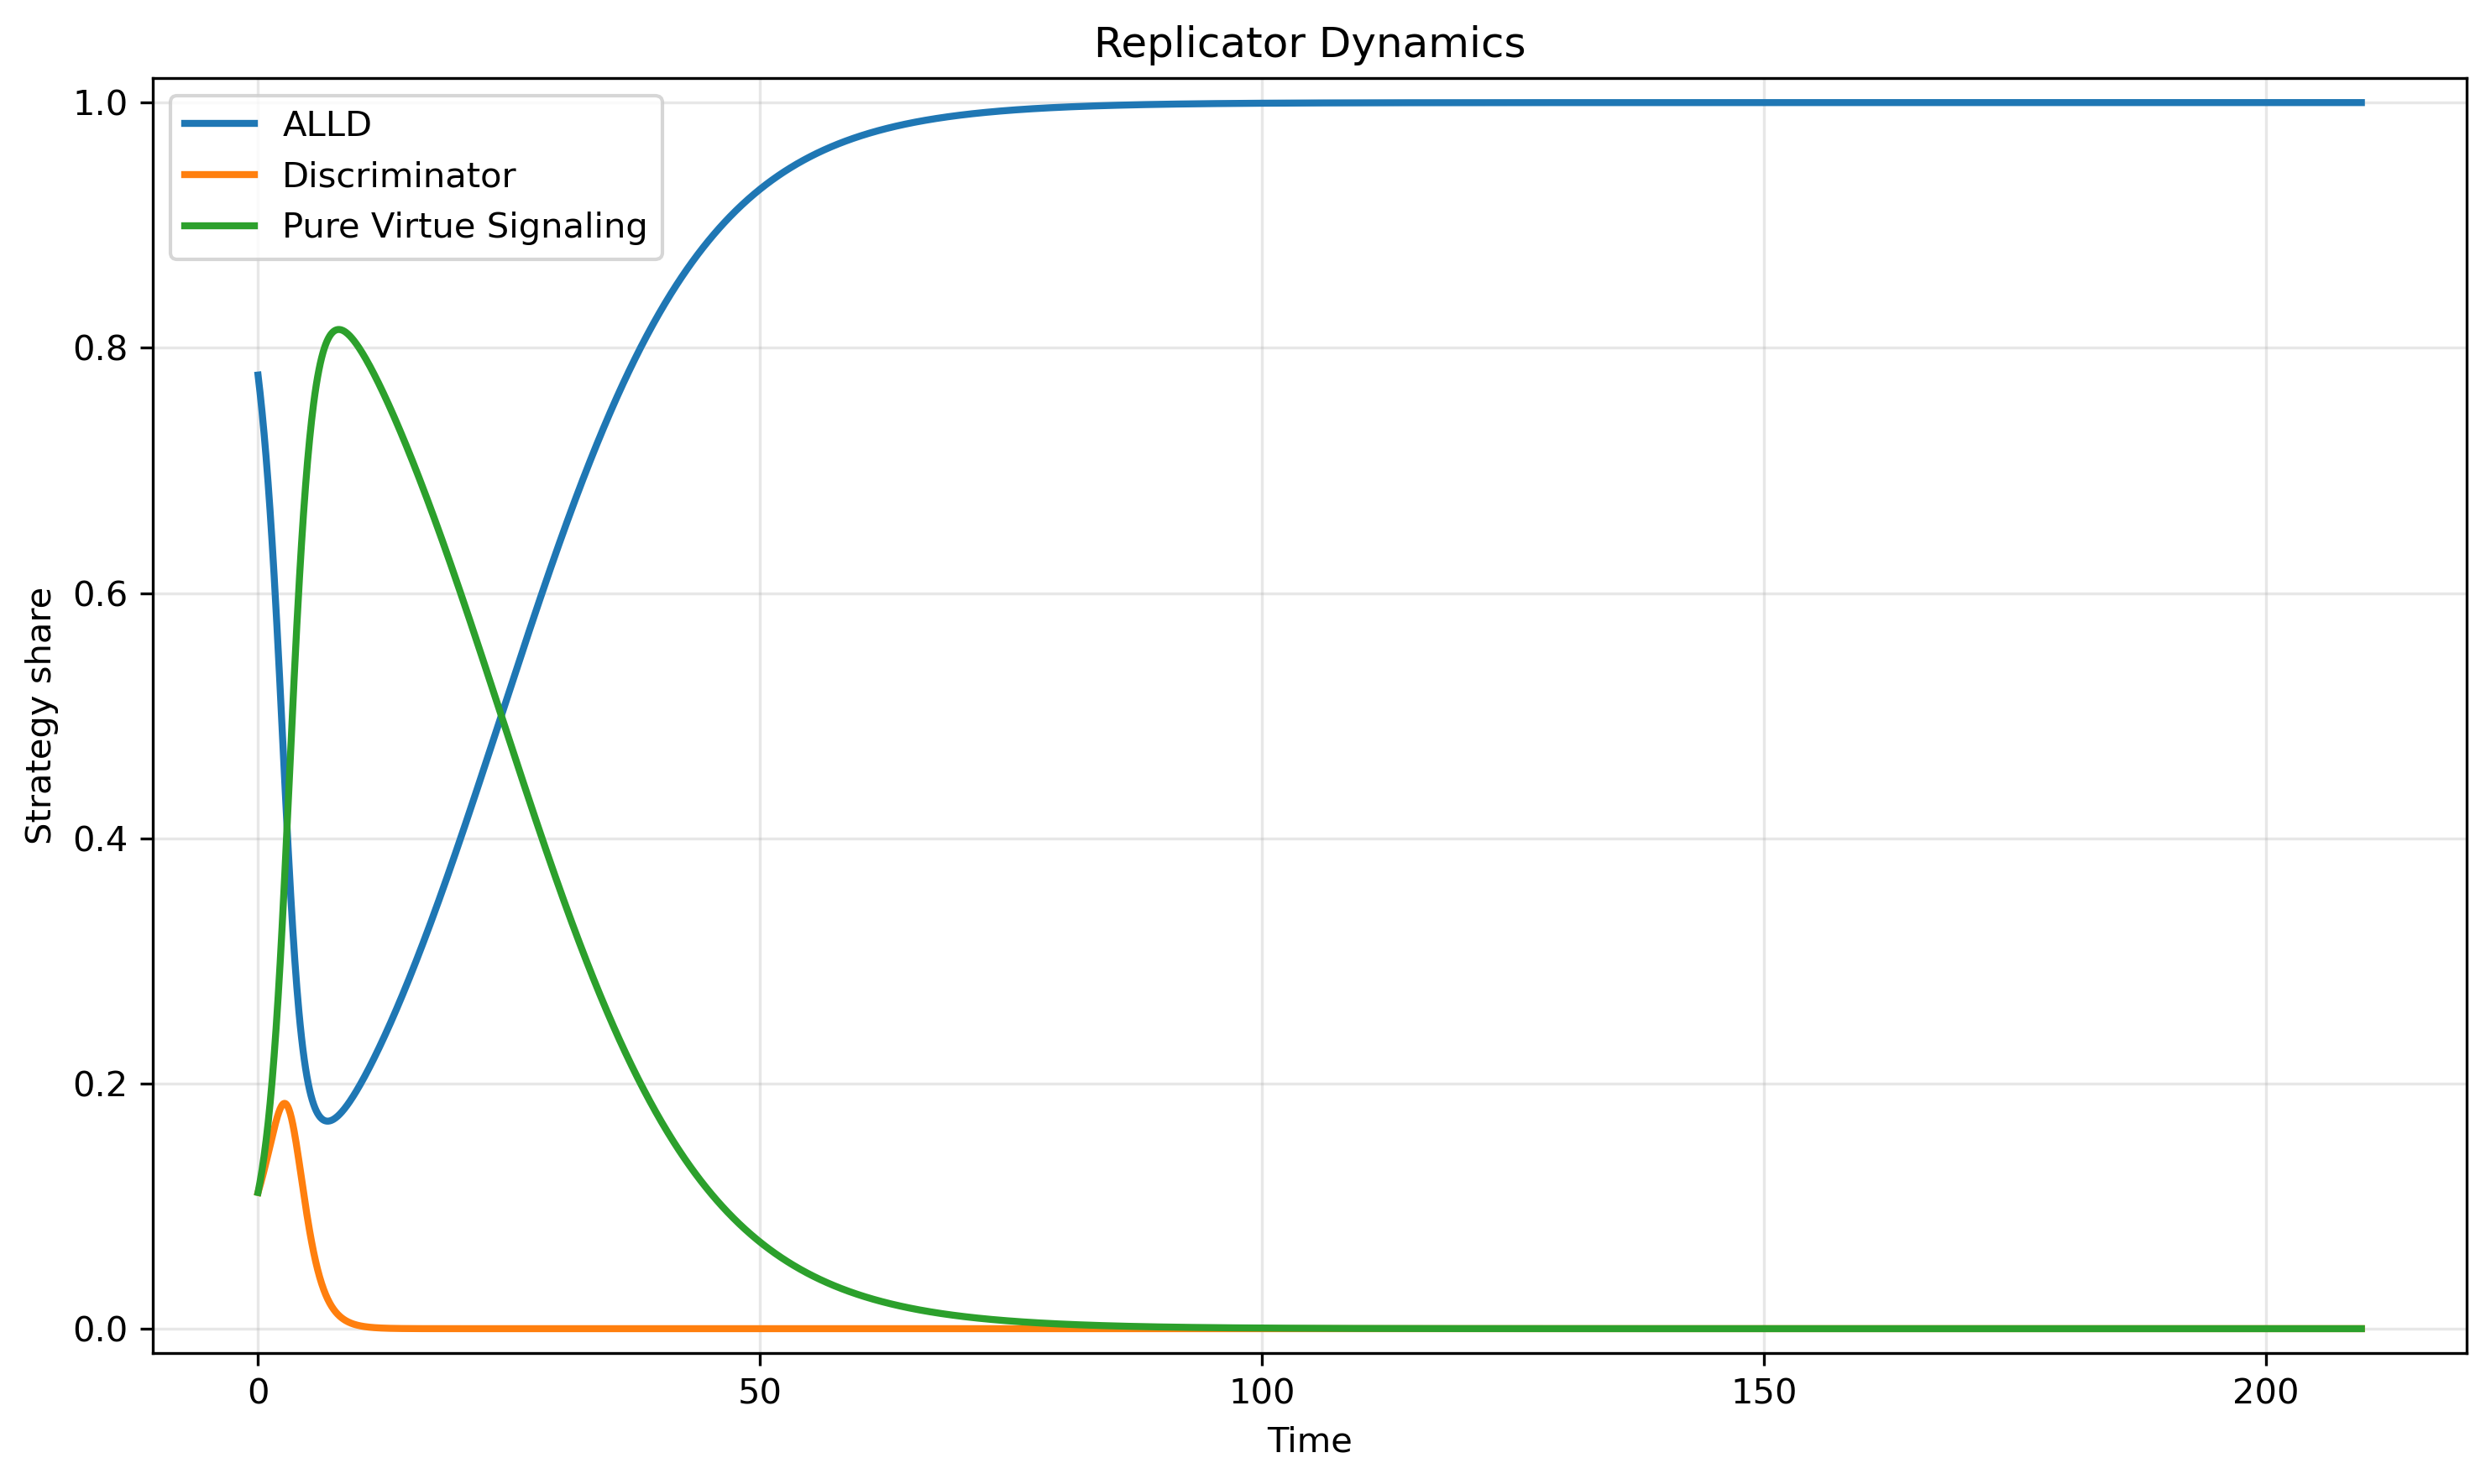 Replicator Dynamics
ALLD
Discriminator
Pure Virtue Signaling
Strategy share
1.0
0.8
0.6
0.4
0.2
0.0
0 50 100 150 200
Time